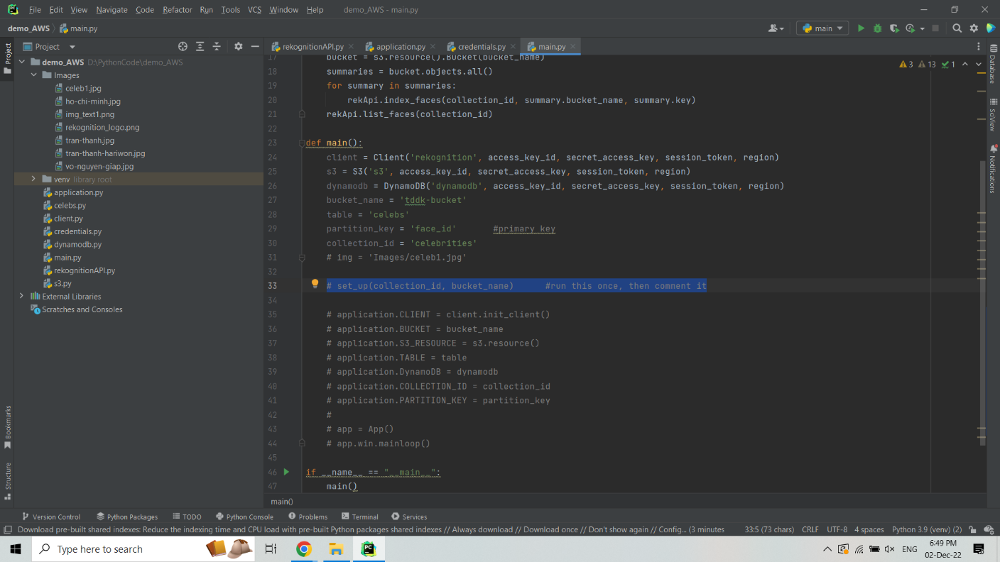 File Edit View Navigate Code Refactor Run Tools VCS Window Help demo_AWS - main.py
demo_AWS main.py
main
Project
rekognitionAPI.py application.py credentials.py main.py
Project
demo_AWS D:\PythonCode\demo_AWS
Images
celeb1.jpg
ho-chi-minh.jpg
img_text1.png
rekognition_logo.png
tran-thanh.jpg
tran-thanh-hariwon.jpg
vo-nguyen-giap.jpg
venv library root
application.py
celebs.py
client.py
credentials.py
dynamodb.py
main.py
rekognitionAPI.py
s3.py
External Libraries
Scratches and Consoles
Bookmarks
Structure
3 13 1
17 bucket = s3.resource().Bucket(bucket_name)
18 summaries = bucket.objects.all()
19 for summary in summaries:
20 rekApi.index_faces(collection_id, summary.bucket_name, summary.key)
21 rekApi.list_faces(collection_id)
22
23 def main():
24 client = Client('rekognition', access_key_id, secret_access_key, session_token, region)
25 s3 = S3('s3', access_key_id, secret_access_key, session_token, region)
26 dynamodb = DynamoDB('dynamodb', access_key_id, secret_access_key, session_token, region)
27 bucket_name = 'tddk-bucket'
28 table = 'celebs'
29 partition_key = 'face_id' #primary key
30 collection_id = 'celebrities'
31 # img = 'Images/celeb1.jpg'
32
33 # set_up(collection_id, bucket_name) #run this once, then comment it
34
35 # application.CLIENT = client.init_client()
36 # application.BUCKET = bucket_name
37 # application.S3_RESOURCE = s3.resource()
38 # application.TABLE = table
39 # application.DynamoDB = dynamodb
40 # application.COLLECTION_ID = collection_id
41 # application.PARTITION_KEY = partition_key
42 #
43 # app = App()
44 # app.win.mainloop()
45
46 if __name__ == "__main__":
47 main()
main()
Database
SciView
Notifications
Version Control Python Packages TODO Python Console Problems Terminal Services
Download pre-built shared indexes: Reduce the indexing time and CPU load with pre-built Python packages shared indexes // Always download // Download once // Don't show again // Config... (3 minutes 33:5 (73 chars) CRLF UTF-8 4 spaces Python 3.9 (venv) (2)
Type here to search
ENG
6:49 PM
02-Dec-22